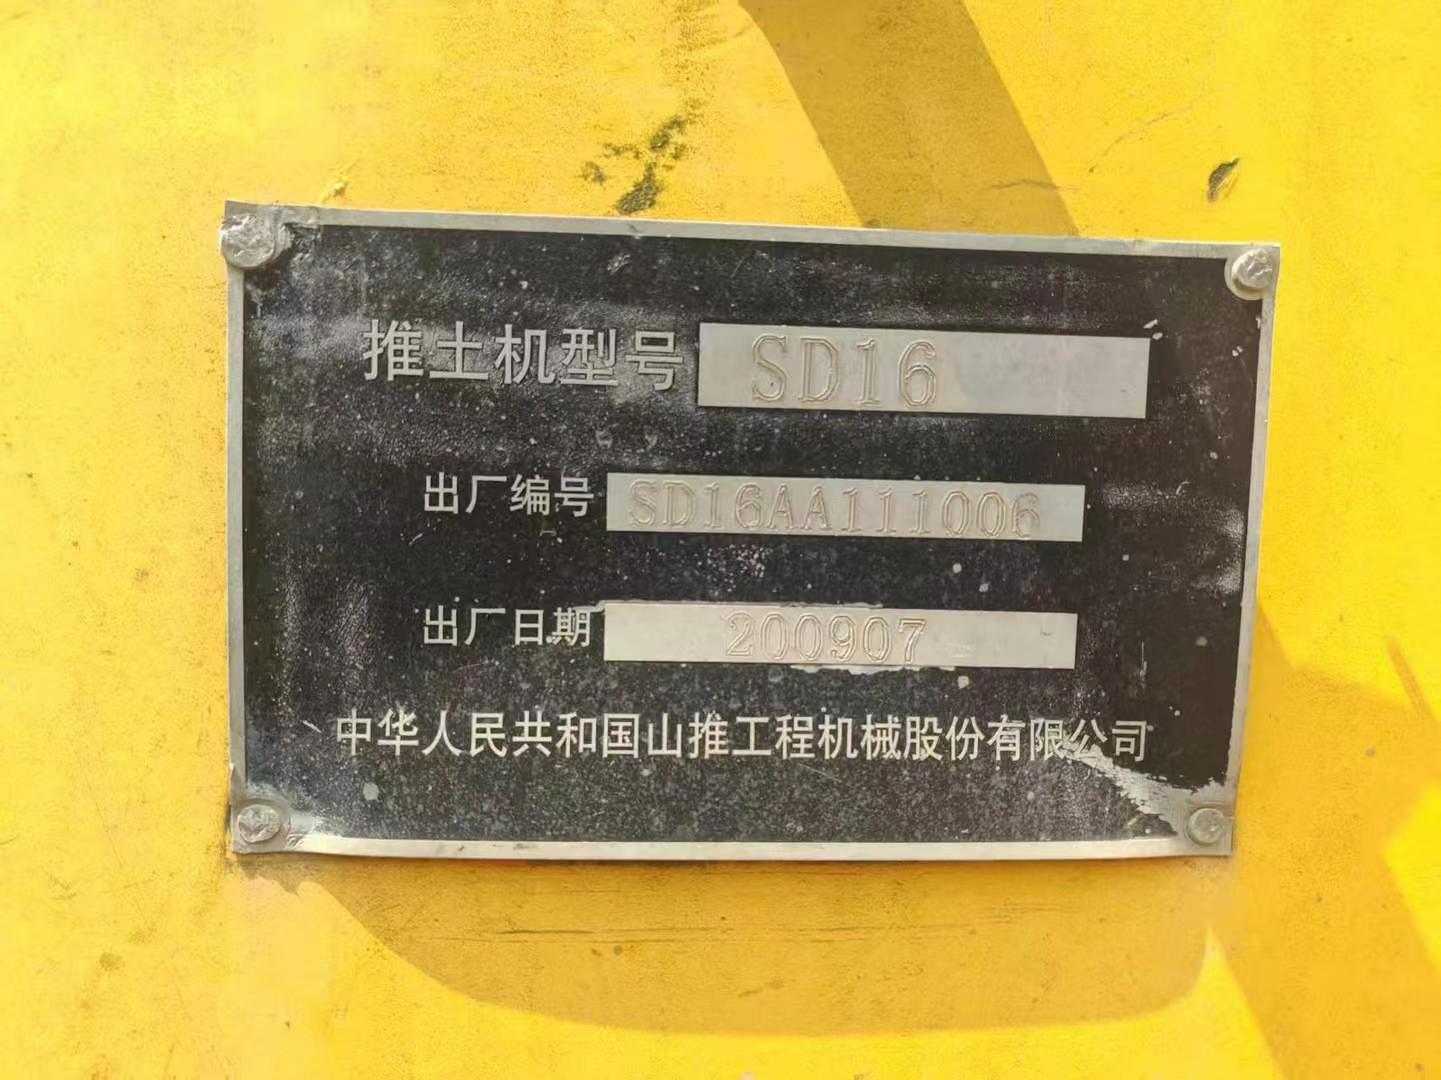 推土机型号 SD16
出厂编号 SD16AA111006
出厂日期 200907
中华人民共和国山推工程机械股份有限公司